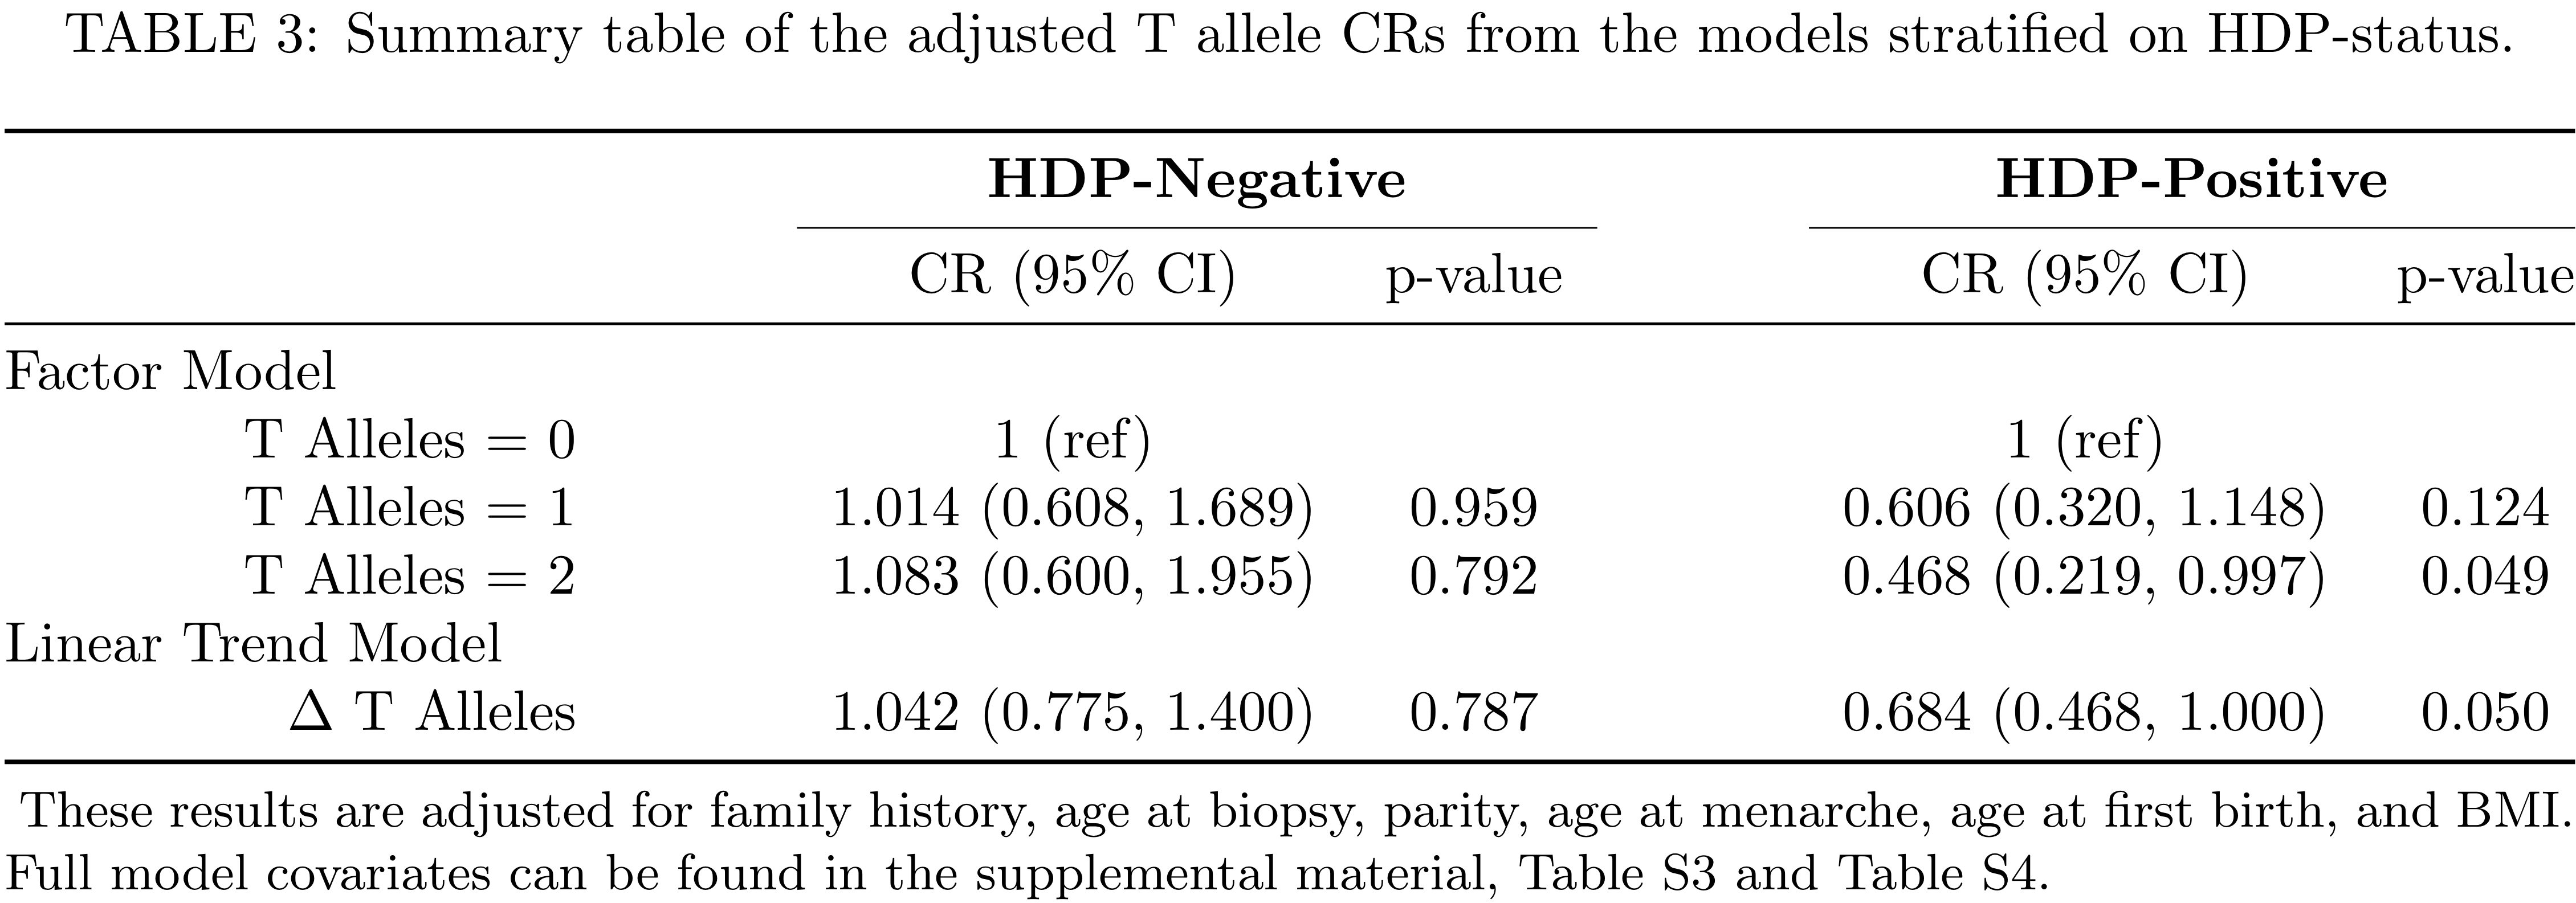 TABLE 3: Summary table of the adjusted T allele CRs from the models stratified on HDP-status.
HDP-Negative HDP-Positive
CR (95% CI) p-value CR (95% CI) p-value
Factor Model
T Alleles = 0 1 (ref) 1 (ref)
T Alleles = 1 1.014 (0.608, 1.689) 0.959 0.606 (0.320, 1.148) 0.124
T Alleles = 2 1.083 (0.600, 1.955) 0.792 0.468 (0.219, 0.997) 0.049
Linear Trend Model
Δ T Alleles 1.042 (0.775, 1.400) 0.787 0.684 (0.468, 1.000) 0.050
These results are adjusted for family history, age at biopsy, parity, age at menarche, age at first birth, and BMI.
Full model covariates can be found in the supplemental material, Table S3 and Table S4.